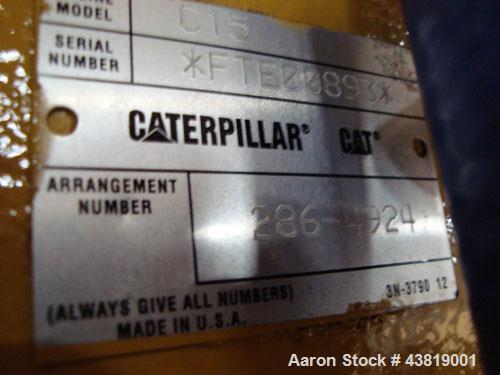 MODEL C15
SERIAL NUMBER *FTE00893*
CATERPILLAR® CAT®
ARRANGEMENT NUMBER 286-4924
(ALWAYS GIVE ALL NUMBERS) 3N-3790 12
MADE IN U.S.A.
Aaron Stock # 43819001